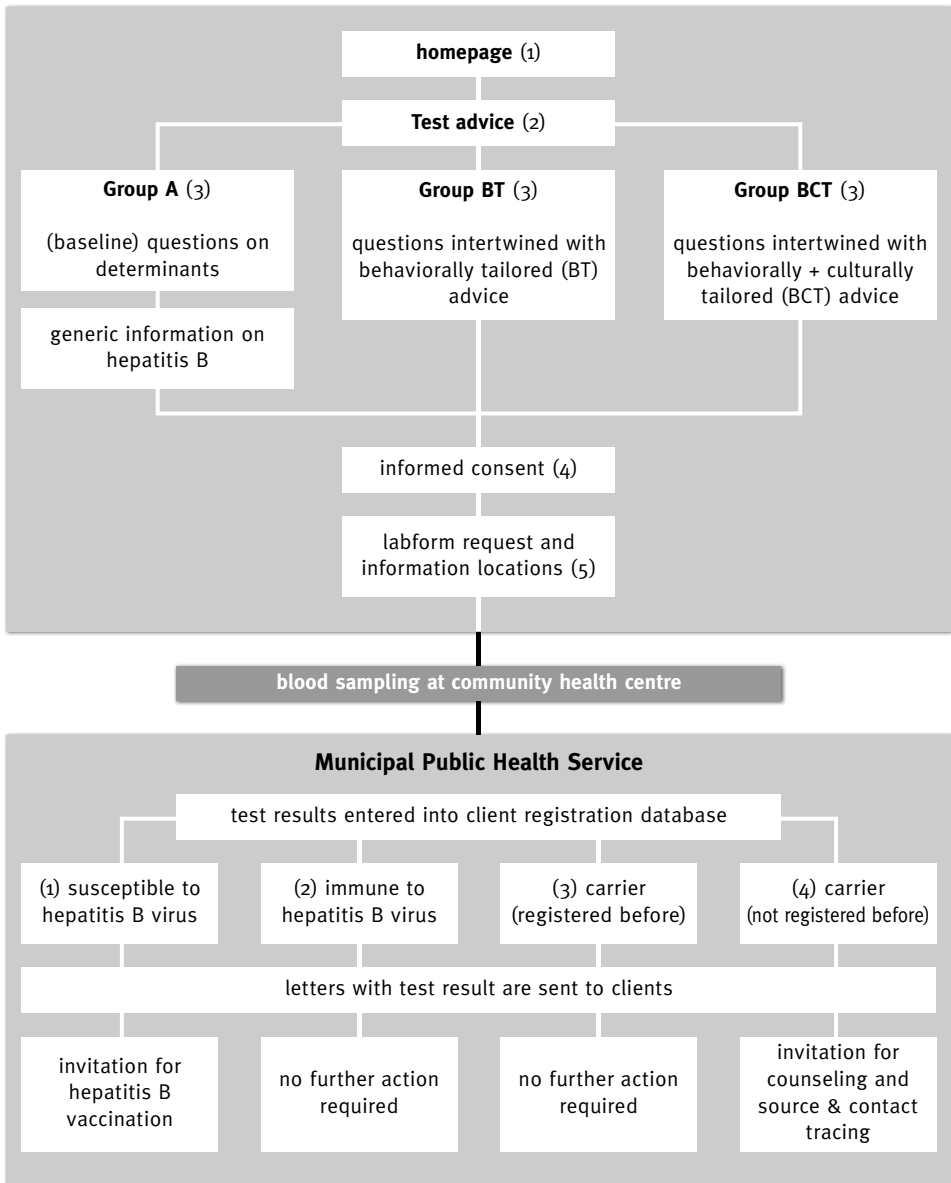 homepage (1)
Test advice (2)
Group A (3)
(baseline) questions on
determinants
generic information on
hepatitis B
Group BT (3)
questions intertwined with
behaviorally tailored (BT)
advice
Group BCT (3)
questions intertwined with
behaviorally + culturally
tailored (BCT) advice
informed consent (4)
labform request and
information locations (5)
blood sampling at community health centre
Municipal Public Health Service
test results entered into client registration database
(1) susceptible to
hepatitis B virus
(2) immune to
hepatitis B virus
(3) carrier
(registered before)
(4) carrier
(not registered before)
letters with test result are sent to clients
invitation for
hepatitis B
vaccination
no further action
required
no further action
required
invitation for
counseling and
source & contact
tracing